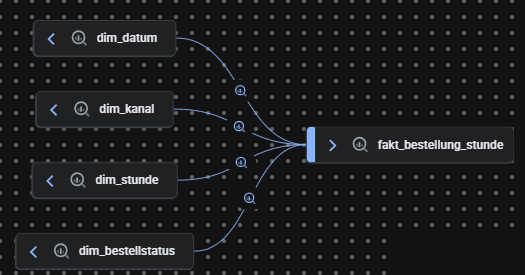 dim_datum
dim_kanal
fakt_bestellung_stunde
dim_stunde
dim_bestellstatus